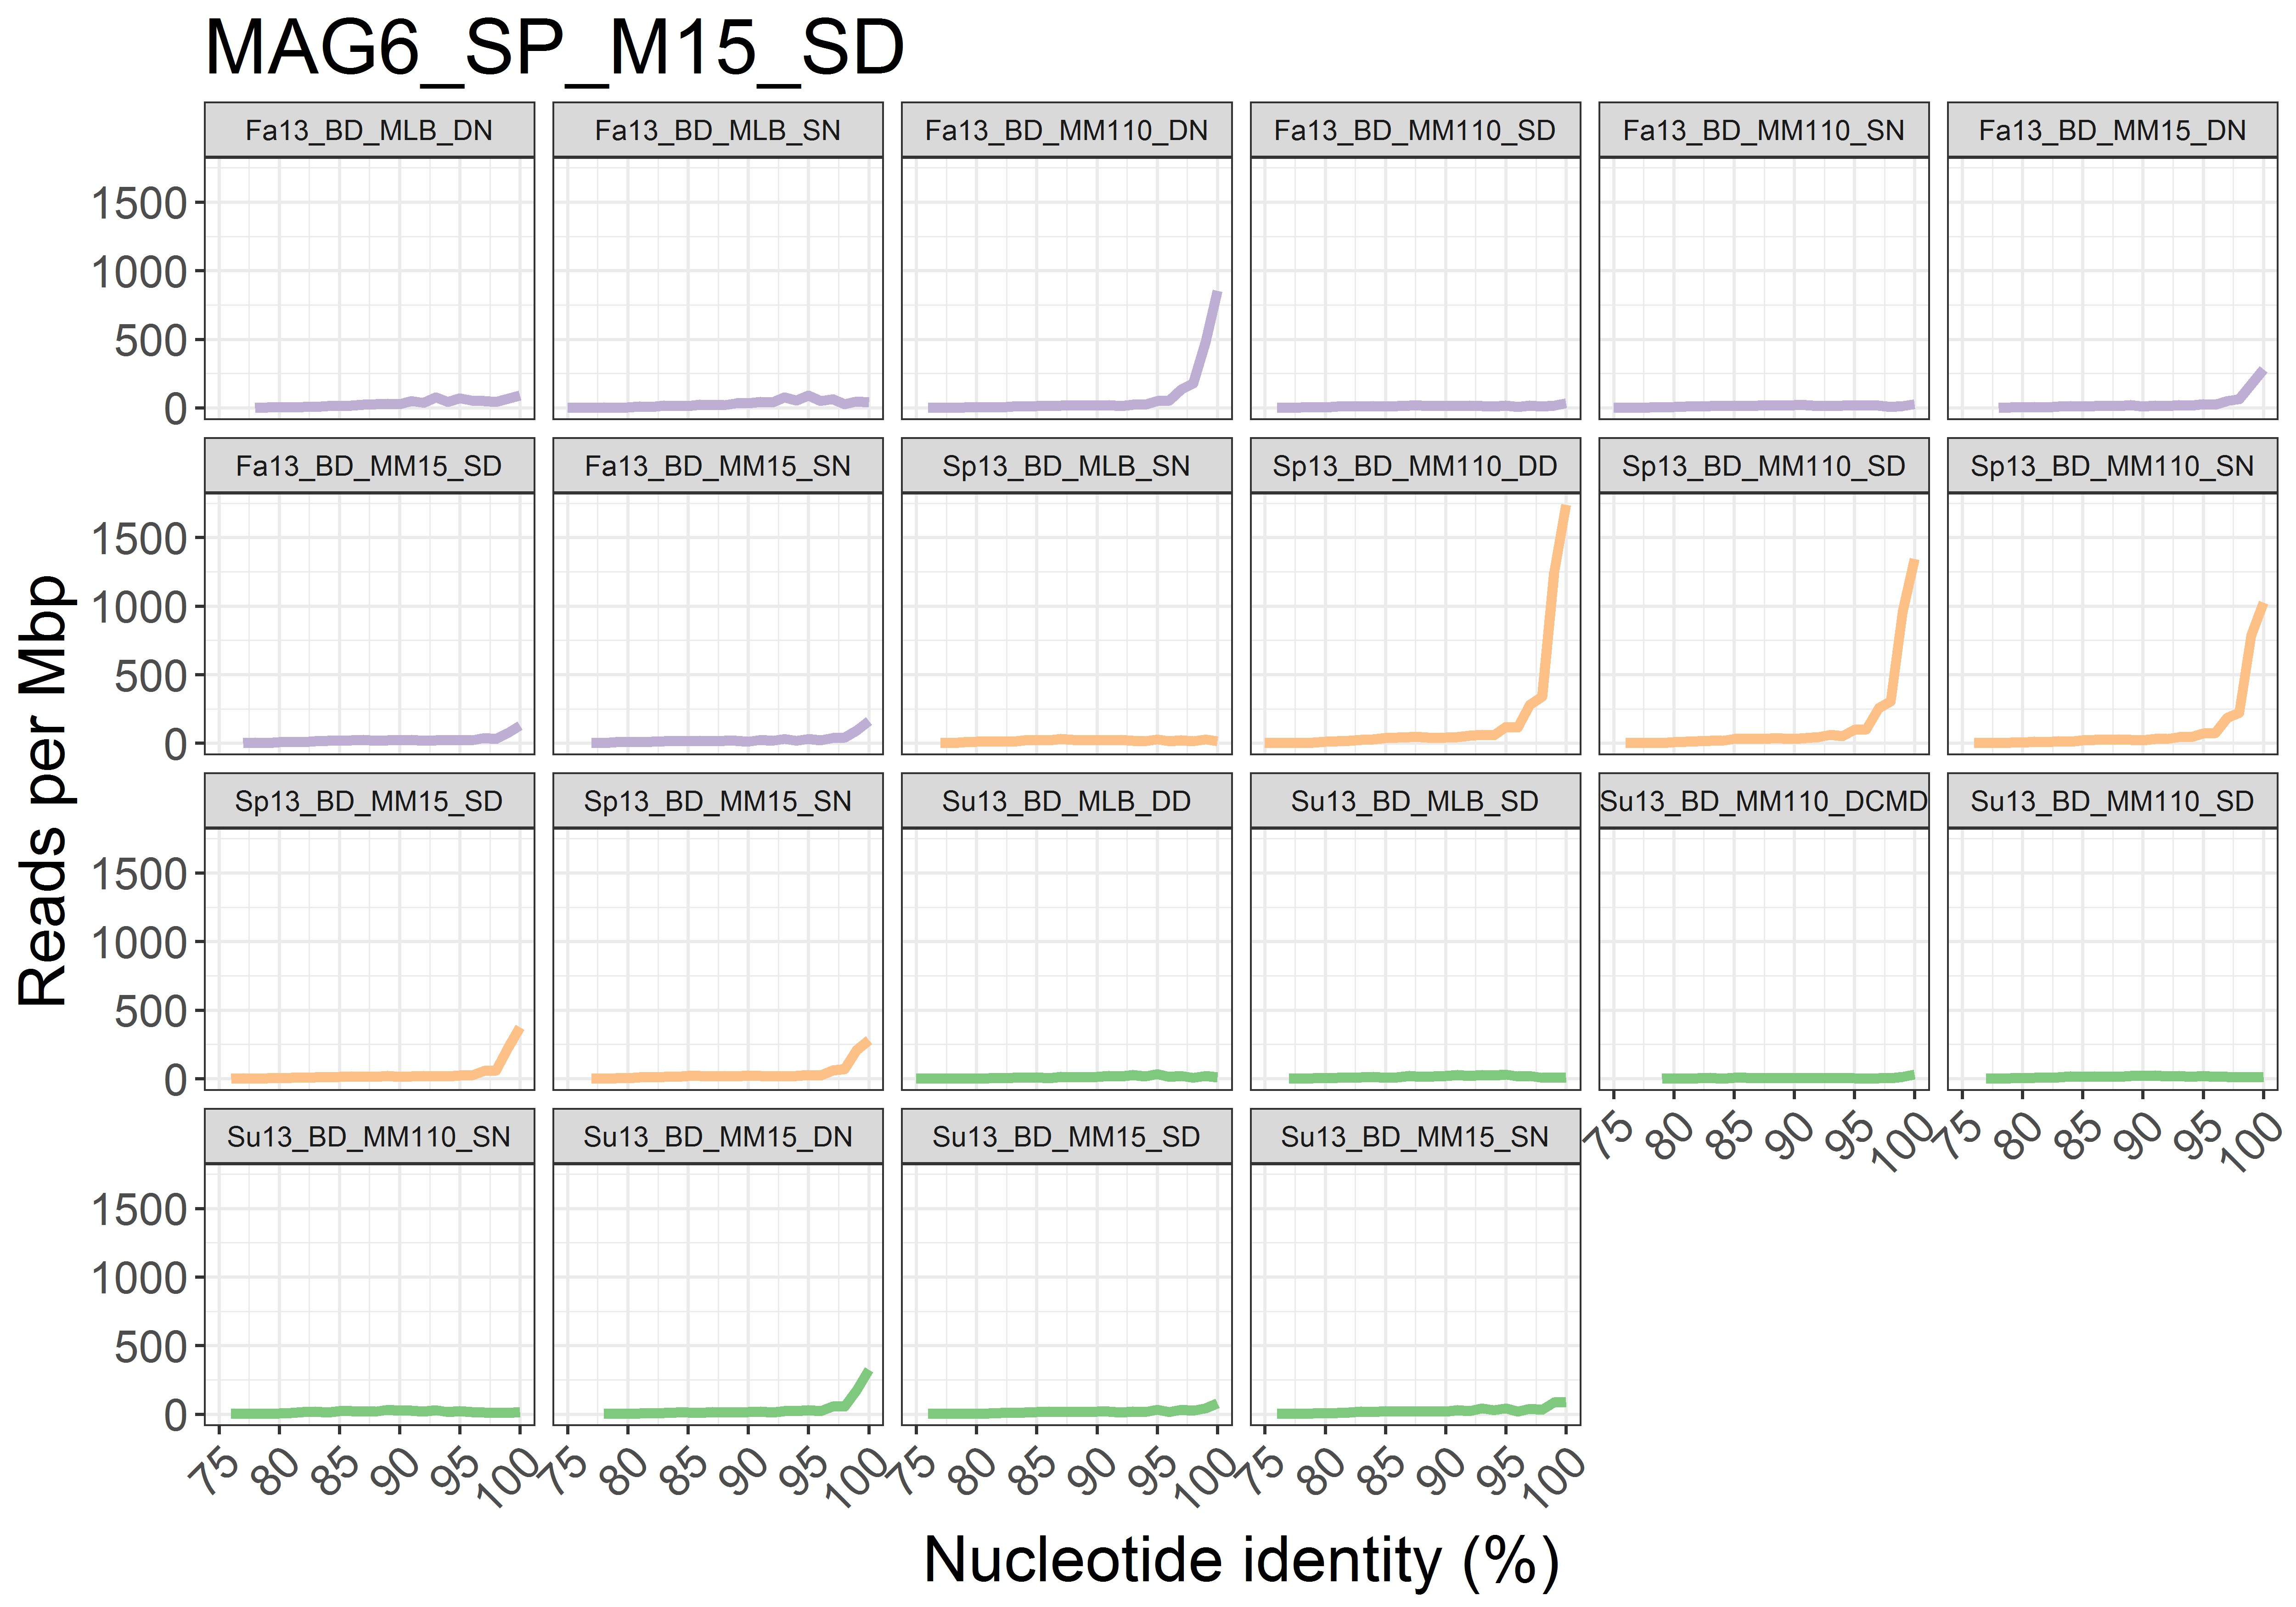 MAG6_SP_M15_SD
Fa13_BD_MLB_DN Fa13_BD_MLB_SN Fa13_BD_MM110_DN Fa13_BD_MM110_SD Fa13_BD_MM110_SN Fa13_BD_MM15_DN
1500
1000
500
0
Fa13_BD_MM15_SD Fa13_BD_MM15_SN Sp13_BD_MLB_SN Sp13_BD_MM110_DD Sp13_BD_MM110_SD Sp13_BD_MM110_SN
1500
1000
500
0
Reads per Mbp
Sp13_BD_MM15_SD Sp13_BD_MM15_SN Su13_BD_MLB_DD Su13_BD_MLB_SD Su13_BD_MM110_DCMD Su13_BD_MM110_SD
1500
1000
500
0
75 80 85 90 95 100 75 80 85 90 95 100
Su13_BD_MM110_SN Su13_BD_MM15_DN Su13_BD_MM15_SD Su13_BD_MM15_SN
1500
1000
500
0
75 80 85 90 95 100 75 80 85 90 95 100 75 80 85 90 95 100 75 80 85 90 95 100
Nucleotide identity (%)